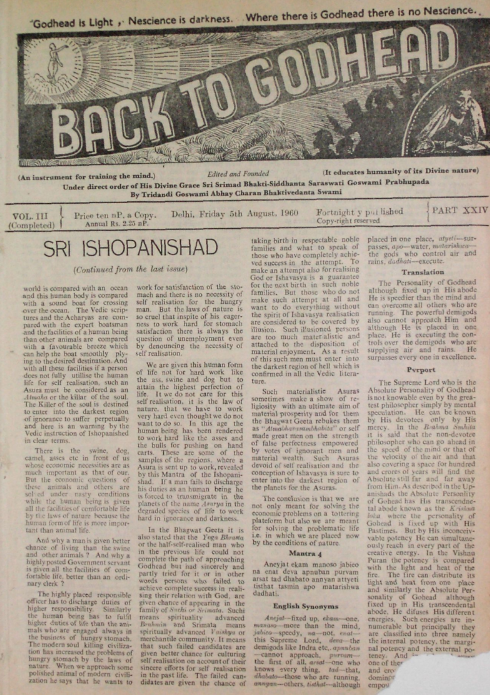 "Godhead is Light, Nescience is darkness. Where there is Godhead there is no Nescience.
BACK TO GODHEAD
(An instrument for training the mind.) Edited and Founded (It educates humanity of its Divine nature)
Under direct order of His Divine Grace Sri Srimad Bhakti-Siddhanta Saraswati Goswami Prabhupada
By Tridandi Goswami Abhay Charan Bhaktivedanta Swami
VOL. III (Completed) Price ten nP. a Copy. Annual Rs. 2.25 nP. Delhi, Friday 5th August, 1960 Fortnightly published Copy-right reserved PART XXIV
SRI ISHOPANISHAD
(Continued from the last issue)
world is compared with an ocean
and this human body is compared
with a sound boat for crossing
over the ocean. The Vedic scriptures
and the Acharyas are compared
with the expert boatman
and the facilities of a human being
than other animals are compared
with a favourable breeze which
can help the boat smoothly plying
to the desired destination. And
with all these facilities if a person
does not fully utilise the human
life for self realisation, such an
Asura must be considered as an
or the killer of the soul.
The Killer of the soul is destined
to enter into the darkest region
of ignorance to suffer perpetually
and here is an warning by the
Vedic instruction of Ishopanishad
in clear terms.
There is the swine, dog,
camel, asses etc in front of us
whose economic necessities are as
much important as that of our.
But the economic questions of
these animals and others are
solved under nasty conditions
while the human being is given
all the facilities of comfortable life
by the laws of nature because the
human form of life is more important
than animal life.
And why a man is given better
chance of living than the swine
and other animals? And why a
highly posted Government servant
is given all the facilities of comfortable
life, better than an ordinary
clerk?
The highly placed responsible
officer has to discharge duties of
higher responsibility. Similarly
the human being has to fulfil
higher duties of life than the animals
who are engaged always in
the business of hungry stomach.
The modern soul killing civilization
has increased the problems of
hungry stomach by the laws of
nature. When we approach some
polished animal of modern civilization
he says that he wants to
work for satisfaction of the stomach
and there is no necessity of
self realisation for the hungry
man. But the laws of nature is
so cruel that inspite of his eagerness
to work hard for stomach
satisfaction there is always the
question of unemployment even
by denouncing the necessity of
self realisation.
We are given this human form
of life not for hard work like
the ass, swine and dog but to
attain the highest perfection of
life. If we do not care for this
self realisation, it is the law of
nature, that we have to work
very hard even thought we do not
want to do so. In this age the
human being has been rendered
to work hard like the asses and
the bulls for pushing on hand
carts. These are some of the
samples of the regions, where a
Asura is sent up to work, revealed
by this Mantra of the Ishopanishad.
If a man fails to discharge
his duties as an human being he
is forced to transmigrate in the
planets of the name Asurya in the
degraded species of life to work
hard in ignorance and darkness.
In the Bhagwat Geeta it is
also stated that the Yoga Bhrasta
or the half-self-realised man who
in the previous life could not
complete the path of approaching
Godhead but had sincerely and
partly tried for it or in other
words persons who failed to
achieve complete success in realising
their relation with God, are
given chance of appearing in the
family of
means spiritually advanced
Brahmins and Srimata means
spiritually advanced Vaishyas or
merchantile community. It means
that such failed candidates are
given better chance for culturing
self realisation on account of their
sincere efforts for self realisation
in the past life. The failed candidates
are given the chance of
taking birth in respectable noble
families and what to speak of
those who have completely achieved
success in the attempt. To
make an attempt also for realising
God or Ishavasya is a guarantee
for the next birth in such noble
families. But those who do not
make such attempt at all and
want to do everything without
the spirit of Ishavasya realisation
are considered to be covered by
illusion. Such illusioned persons
are too much materialistic and
attached to the disposition of
material enjoyment. As a result
of this such men must enter into
the darkest region of hell which is
confirmed in all the Vedic literature.
Such materialistic Asuras
sometimes make a show of religiosity
with an ultimate aim of
material prosperity and for them
the Bhagwat Geeta rebukes them
as or self
made great men on the strength
of false perfections empowered
by votes of ignorant men and
material wealth. Such Asuras
devoid of self realisation and the
conception of Ishavasya is sure to
enter into the darkest region of
the planets for the Asuras.
The conclusion is that we are
not only meant for solving the
economic problems on a tottering
plateform but also we are meant
for solving the problematic life
i.e. in which we are placed now
by the conditions of nature.
Mantra 4
Anejat ekam manaso jabiyo
na enat deva apnuban purvam
arsat tad dhabato anyan attyeti
tisthat tasmin apo matariswa
dadhati.
English Synonyms
Anejat—fixed up, ekam—one,
manaso—more than the mind,
jabiyo—speedy, na—not, enat—
this Supreme Lord, deva—the
demigods like Indra etc, apnuban
—cannot approach, purvam—
the first of all, arsat—one who
knows every thing, tad—that,
dhabato—those who are running,
anyan—others, tisthat—although
placed in one place, atyeti—surpasses,
apo—water, matariswa—
the gods who control air and
rains, dadhati—execute.
Translation
The Personality of Godhead
although fixed up in His abode
He is speedier than the mind and
can overcome all others who are
running. The powerful demigods
also cannot approach Him and
although He is placed in one
place, He is executing the controls
over the demigods who are
supplying air and rains. He
surpasses every one in excellence.
Perport
The Supreme Lord who is the
Absolute Personality of Godhead
is not knowable even by the greatest
philosopher simply by mental
speculation. He can be known
by His devotees only by His
mercy. In the
it is said that the non-devotee
philosopher who can go ahead in
the speed of the mind or that of
the velocity of the air and that
also covering a space for hundred
and crores of years will find the
Absolute still far and far away
from Him. As described in the Upanishads
the Absolute Personality
of Godhead has His transcendental
abode known as the
where the personality of
Godhead is fixed up with His
Pastimes. But by His inconceivable
potency He can simultaneously
reach in every part of the
creative energy. In the Vishnu
Puran the potency is compared
with the light and heat of the
fire. The fire can distribute its
light and heat from one place
and similarly the Absolute Personality
of Godhead although
fixed up in His transcendental
abode, He diffuses His different
energies. Such energies are innumerable
but principally they
are classified into three namely
the internal potency, the marginal
potency and the external potency.
And
one of the
and cro
domini